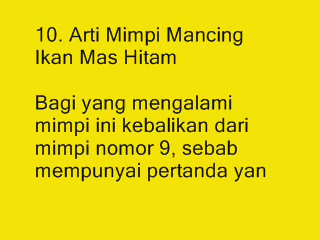 10. Arti Mimpi Mancing
Ikan Mas Hitam
Bagi yang mengalami
mimpi ini kebalikan dari
mimpi nomor 9, sebab
mempunyai pertanda yan